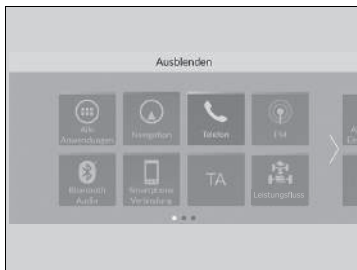 Ausblenden
Alle
Anwendungen
Navigation
Telefon
FM
Bluetooth
Audio
Smartphone
Verbindung
TA
Leistungsfluss